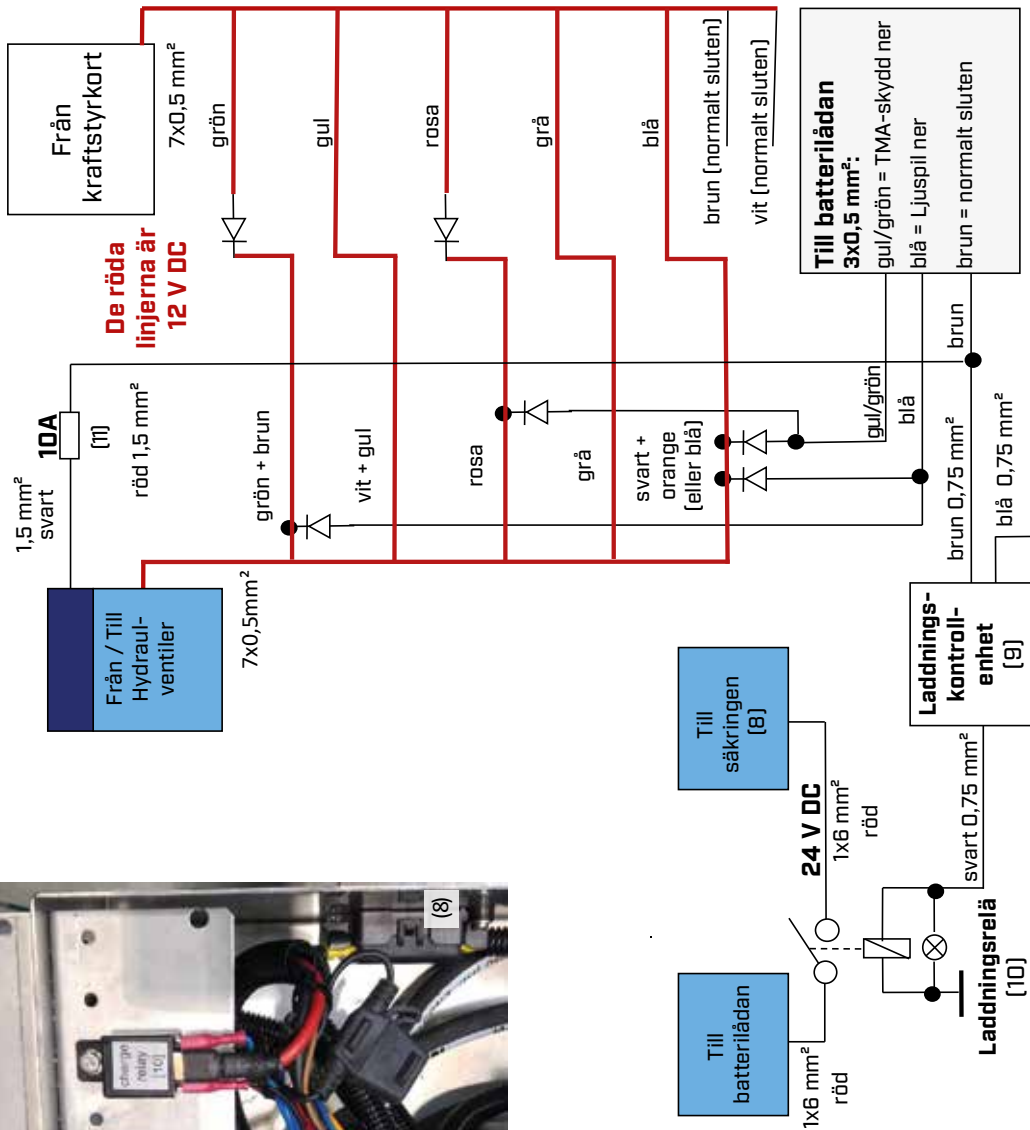 Från
kraftstyrkort
7x0,5 mm²
De röda
linjerna är
12 V DC
grön
gul
rosa
grå
blå
brun (normalt sluten)
vit (normalt sluten)
10A
(11)
1,5 mm²
svart
röd 1,5 mm²
grön + brun
vit + gul
rosa
grå
svart +
orange
(eller blå)
Från / Till
Hydraul-
ventiler
7x0,5mm²
Till batterilådan
3x0,5 mm²:
gul/grön = TMA-skydd ner
blå = Ljuspil ner
brun = normalt sluten
gul/grön
blå
brun
brun 0,75 mm²
blå 0,75 mm²
Laddnings-
kontroll-
enhet
(9)
svart 0,75 mm²
Till
säkringen
(8)
24 V DC
1x6 mm²
röd
Till
batterilådan
1x6 mm²
röd
Laddningsrelä
(10)
charge
relay
(10)
(8)